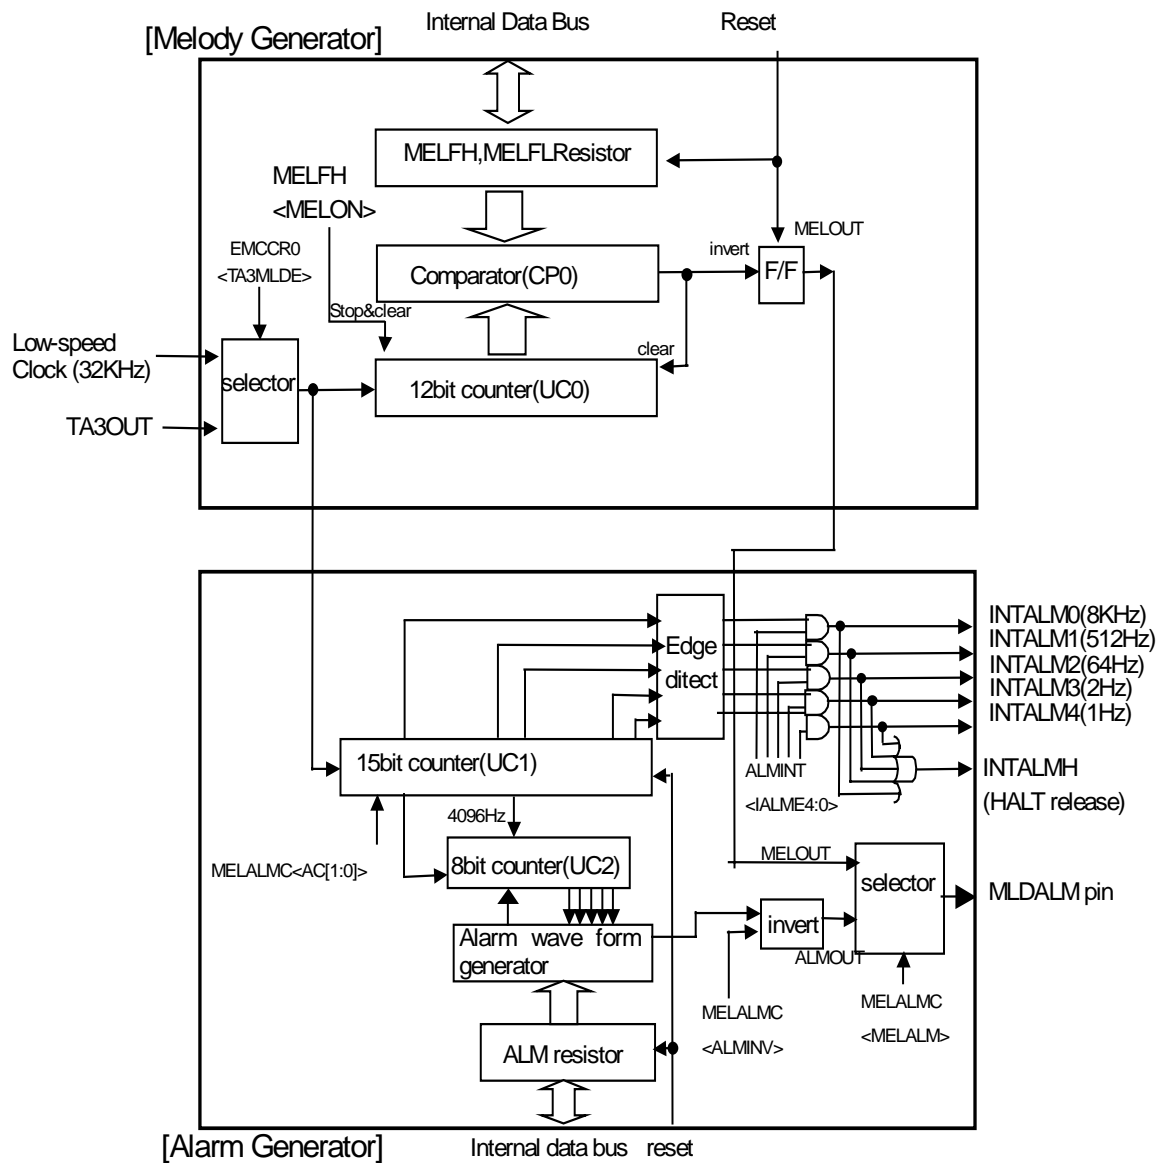 Internal Data Bus
Reset
[Melody Generator]
MELFH,MELFLResistor
MELFH
<MELON>
MELOUT
EMCCR0
<TA3MLDE>
invert
F/F
Comparator(CP0)
Stop&clear
Low-speed
Clock (32KHz)
clear
selector
12bit counter(UC0)
TA3OUT
Edge
ditect
INTALM0(8KHz)
INTALM1(512Hz)
INTALM2(64Hz)
INTALM3(2Hz)
INTALM4(1Hz)
15bit counter(UC1)
ALMINT
<IALME4:0>
INTALMH
(HALT release)
4096Hz
MELALMC<AC[1:0]>
8bit counter(UC2)
MELOUT
selector
MLDALM pin
Alarm wave form
generator
invert
ALMOUT
MELALMC
<ALMINV>
MELALMC
<MELALM>
ALM resistor
[Alarm Generator]
Internal data bus
reset